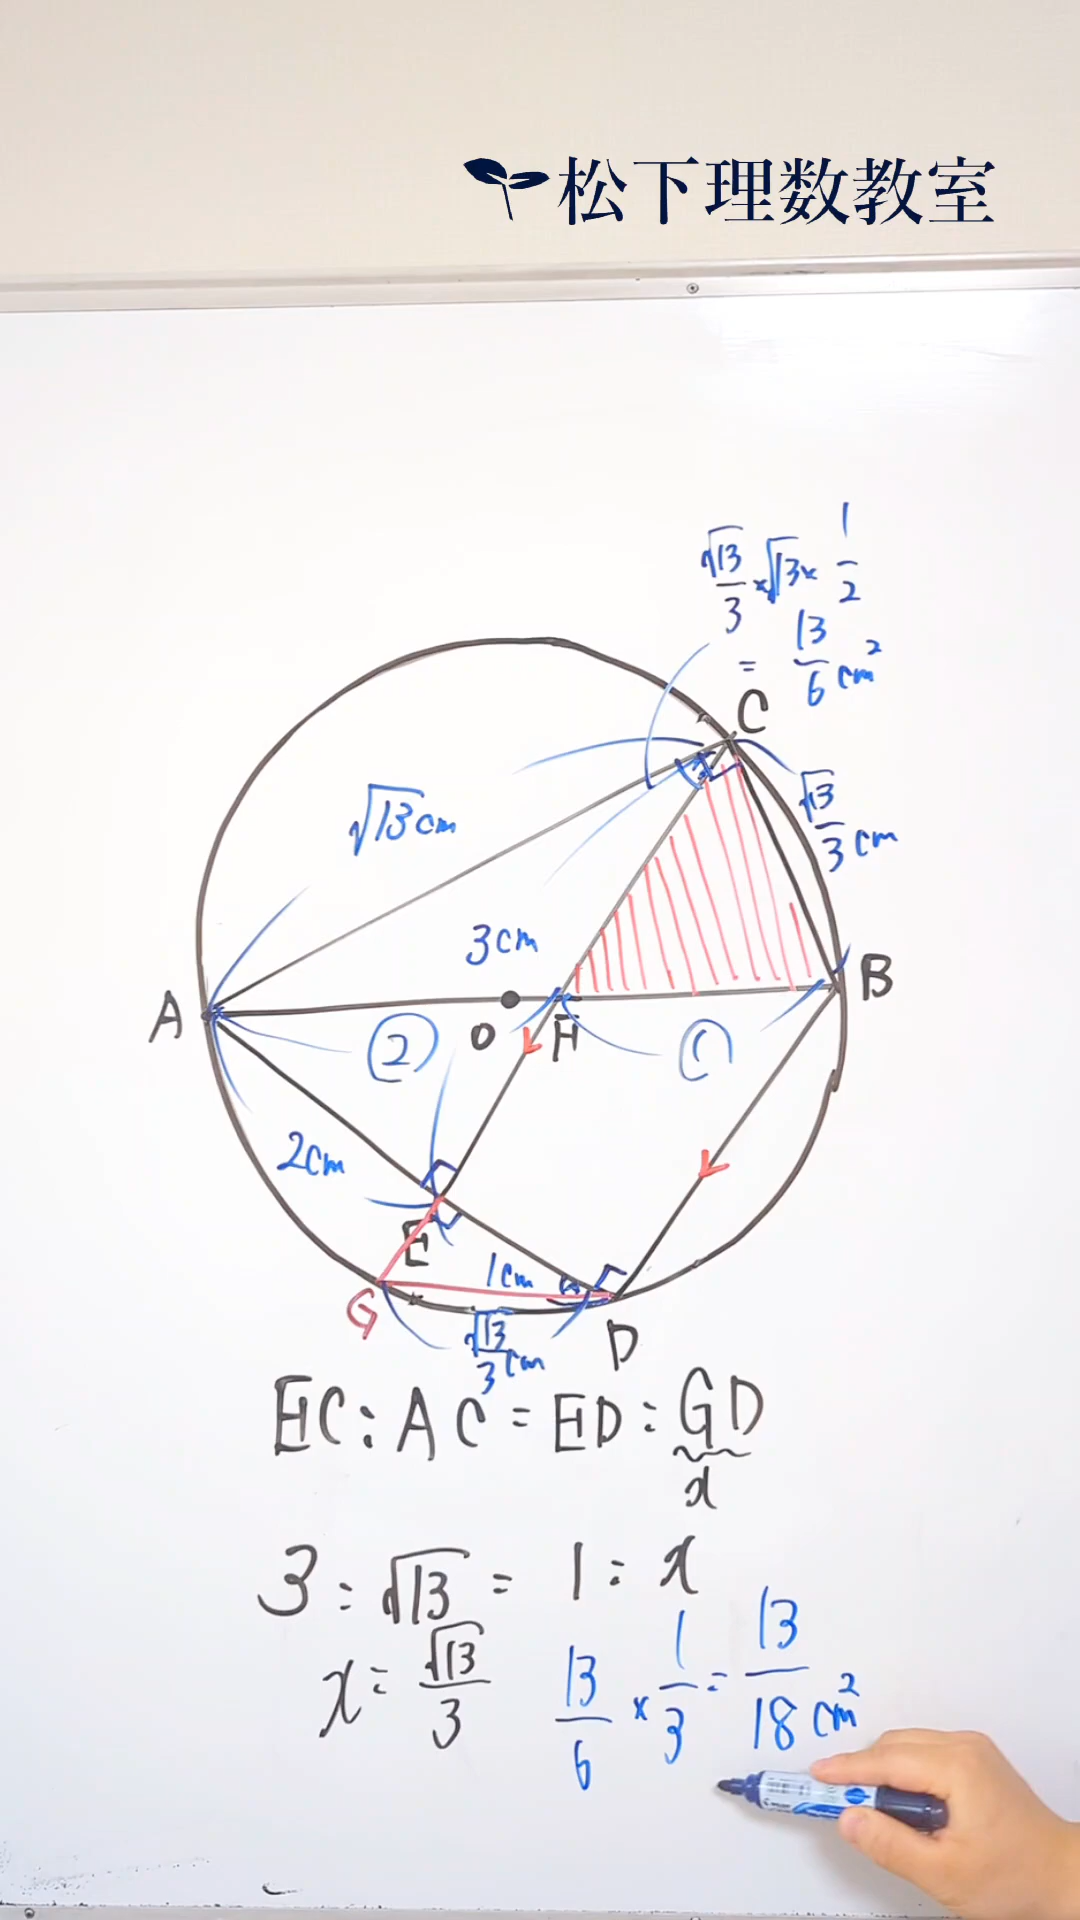 松下理数教室
√13/3 × √13 × 1/2
= 13/6 cm²
C
√13 cm
√13/3 cm
3cm
A
B
②
O
F
①
2cm
E
1cm
G
√13/3 cm
D
EC:AC=ED:GD
x
3:√13=1:x
x=√13/3
13/6 × 1/3 = 13/18 cm²